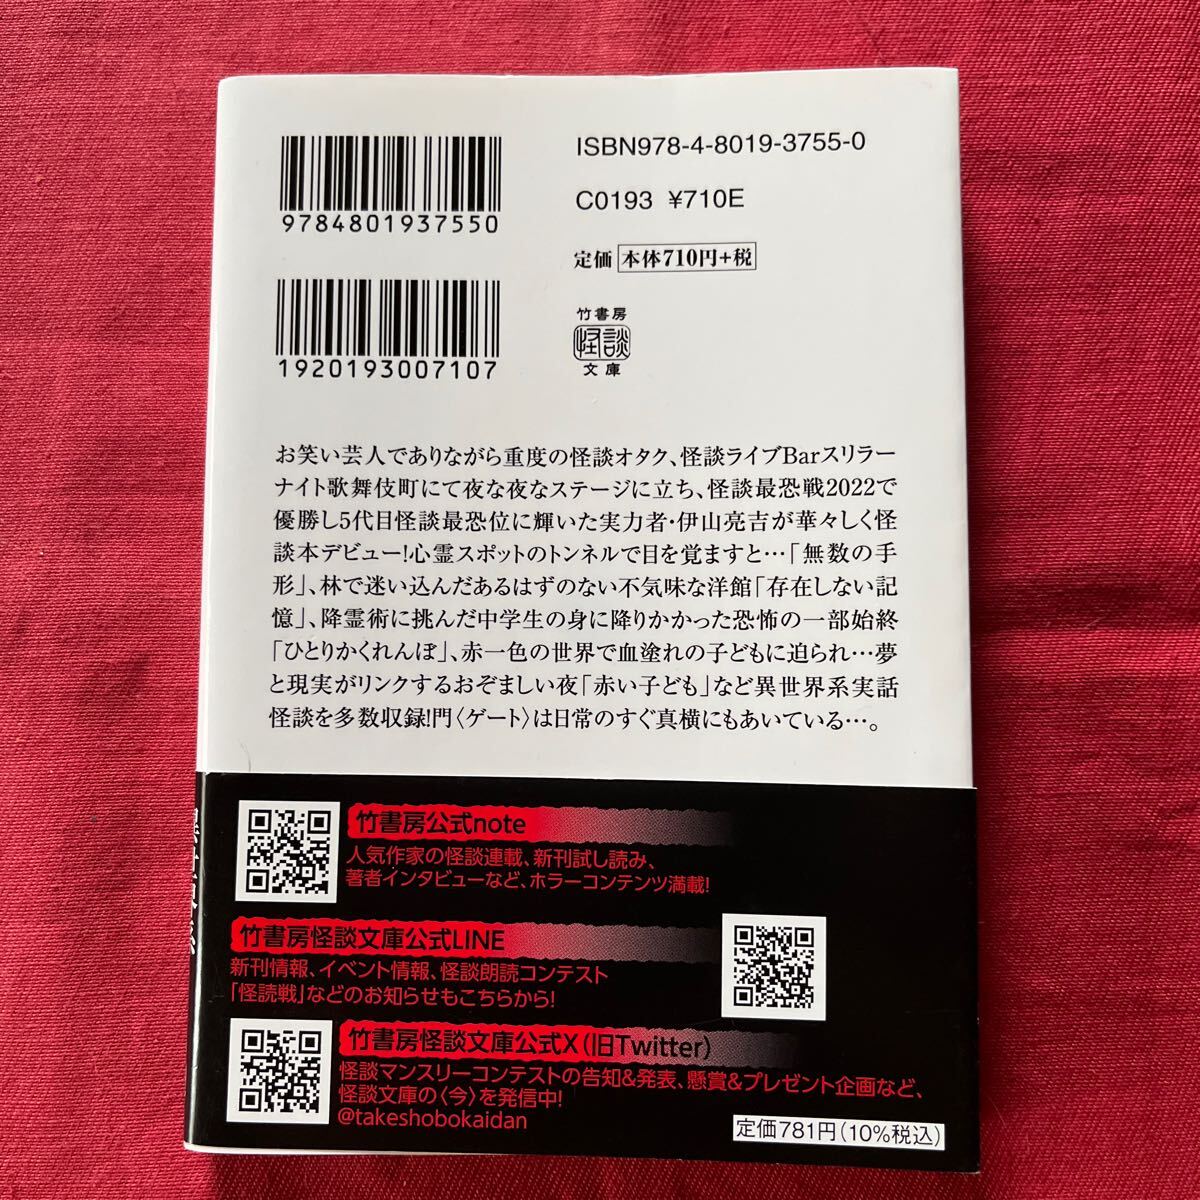 ISBN978-4-8019-3755-0
9784801937550
C0193 ¥710E
定価 本体710円+税
1920193007107
竹書房
怪談
文庫
お笑い芸人でありながら重度の怪談オタク、怪談ライブBarスリラー
ナイト歌舞伎町にて夜な夜なステージに立ち、怪談最恐戦2022で
優勝し5代目怪談最恐位に輝いた実力者・伊山亮吉が華々しく怪
談本デビュー!心霊スポットのトンネルで目を覚ますと…「無数の手
形」、林で迷い込んだあるはずのない不気味な洋館「存在しない記
憶」、降霊術に挑んだ中学生の身に降りかかった恐怖の一部始終
「ひとりかくれんぼ」、赤一色の世界で血塗れの子どもに迫られ…夢
と現実がリンクするおぞましい夜「赤い子ども」など異世界系実話
怪談を多数収録!門〈ゲート〉は日常のすぐ真横にもあいている…。
竹書房公式note
人気作家の怪談連載、新刊試し読み、
著者インタビューなど、ホラーコンテンツ満載!
竹書房怪談文庫公式LINE
新刊情報、イベント情報、怪談朗読コンテスト
「怪読戦」などのお知らせもこちらから!
竹書房怪談文庫公式X(旧Twitter)
怪談マンスリーコンテストの告知&発表、懸賞&プレゼント企画など、
怪談文庫の〈今〉を発信中!
@takeshobokaidan
定価781円(10%税込)